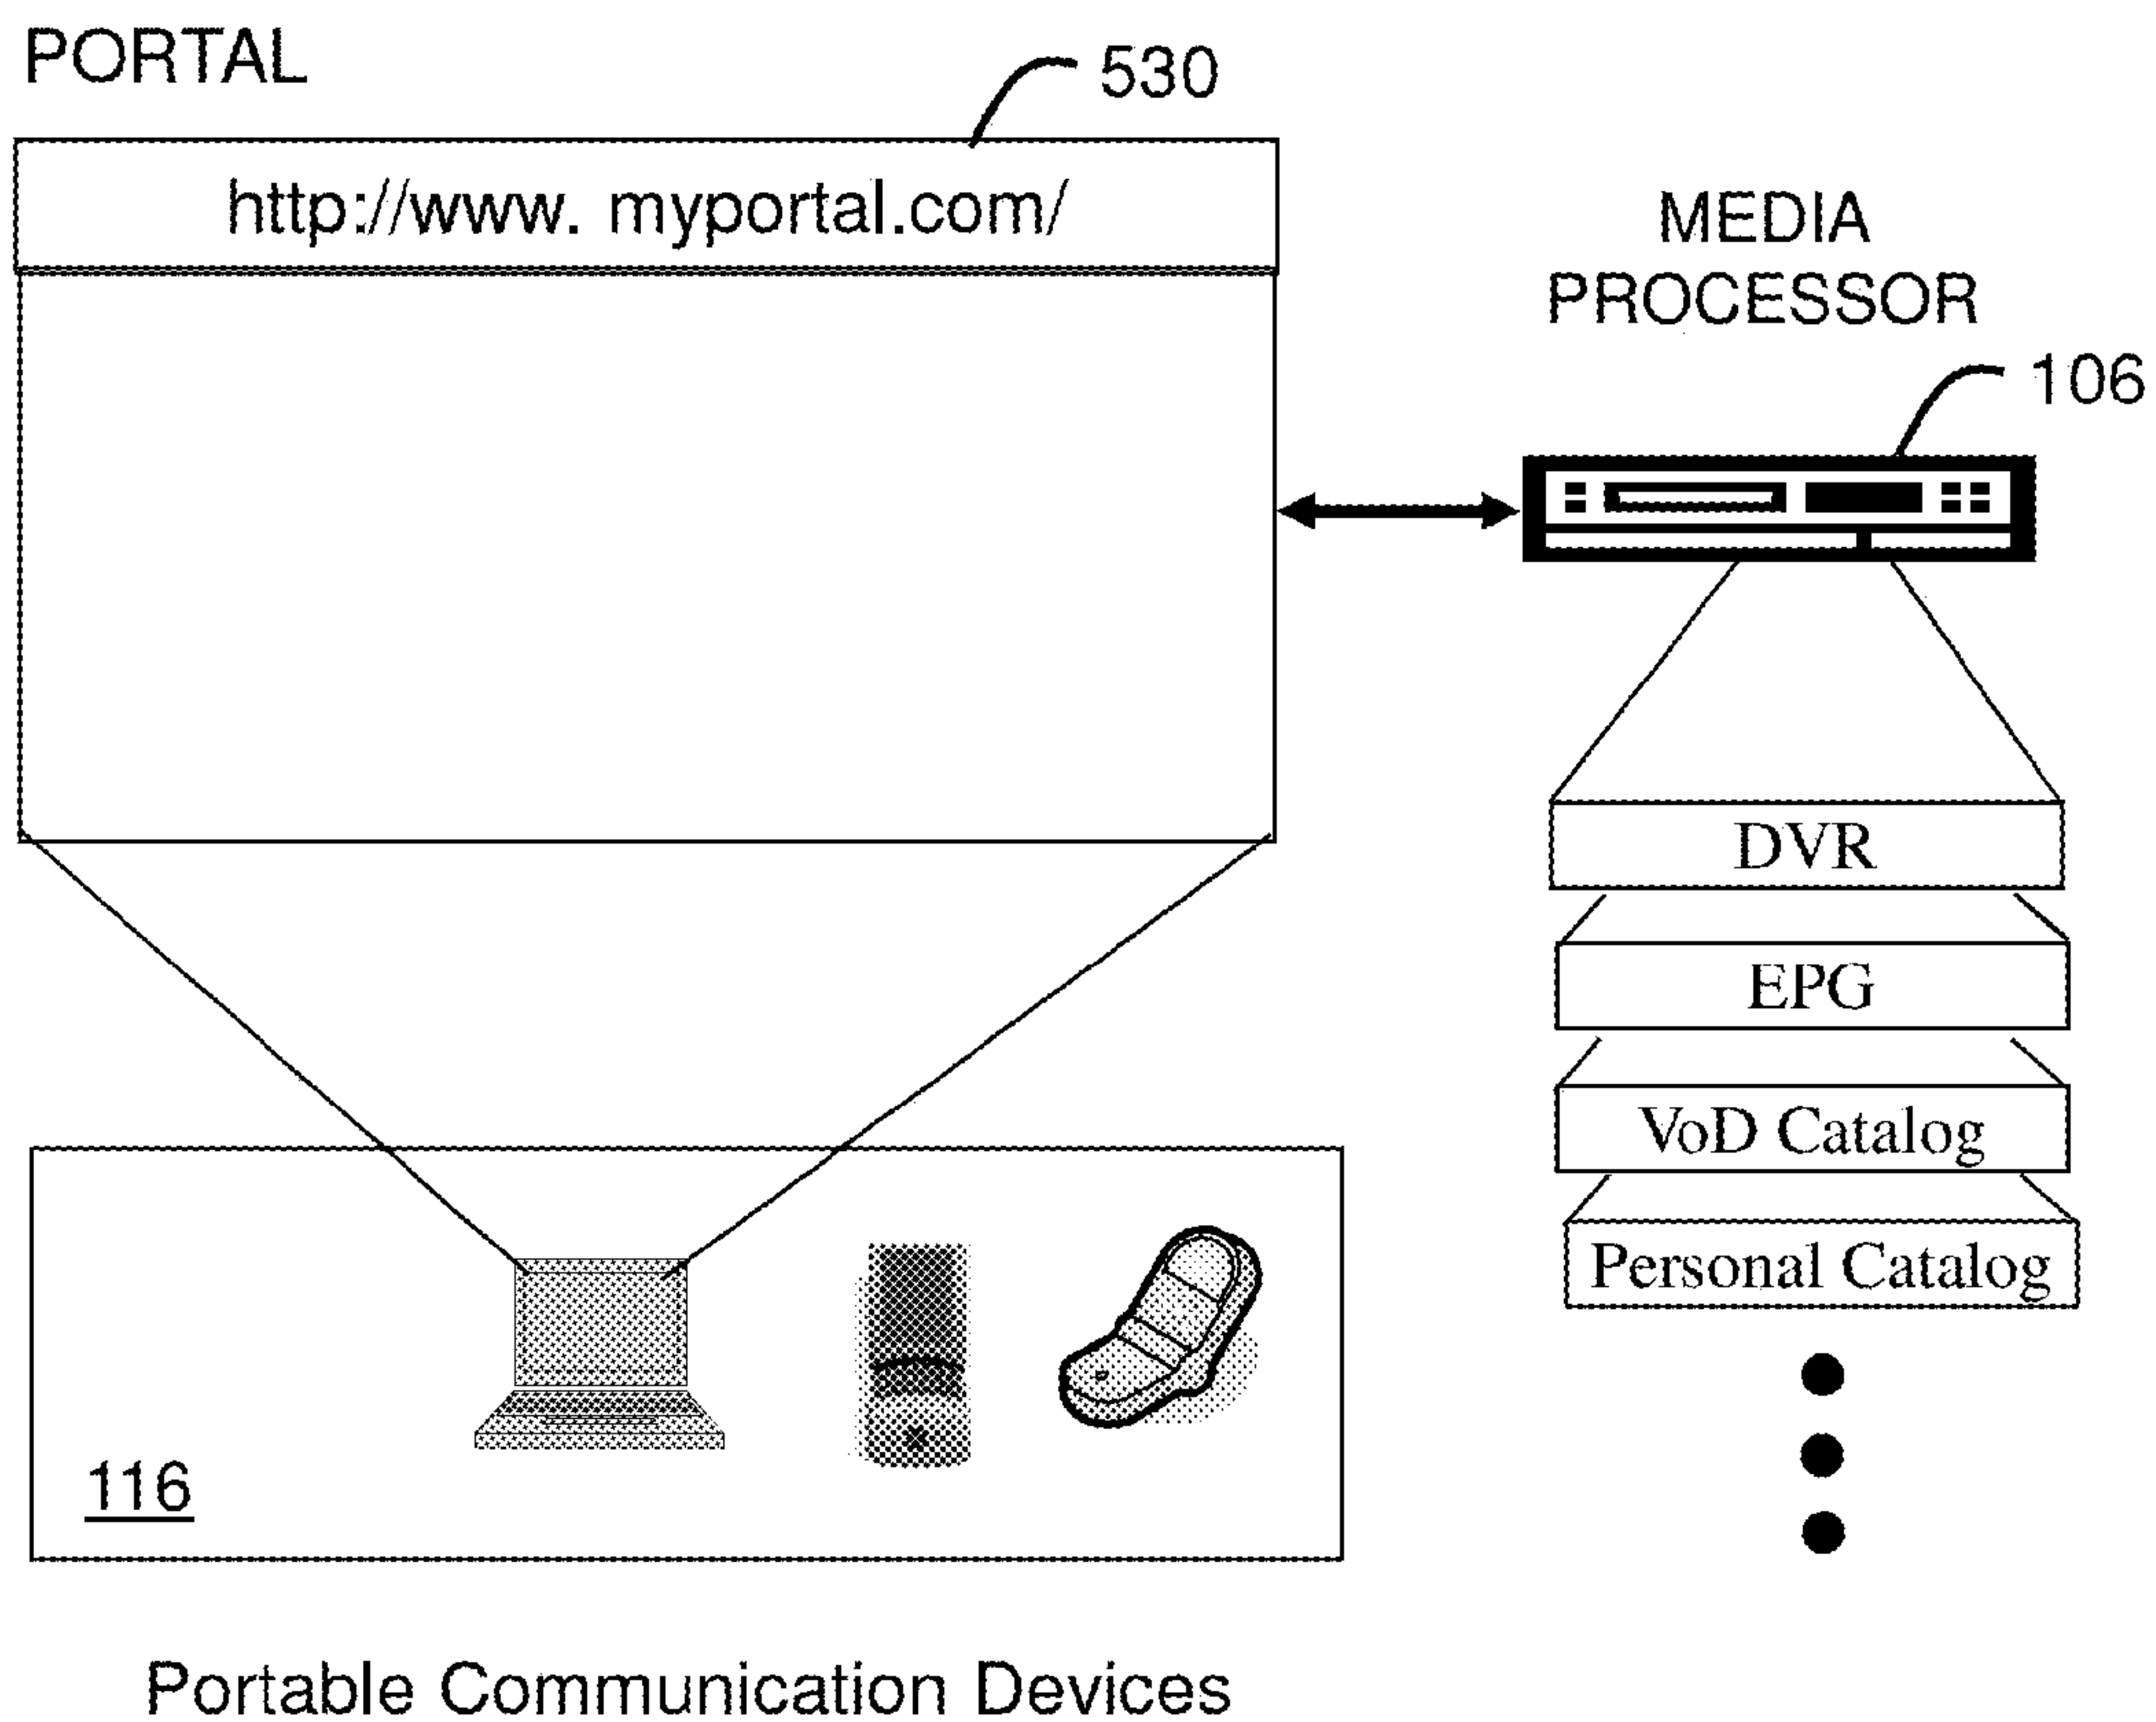 PORTAL
530
http://www. myportal.com/
MEDIA
PROCESSOR
106
DVR
EPG
VoD Catalog
Personal Catalog
116
Portable Communication Devices